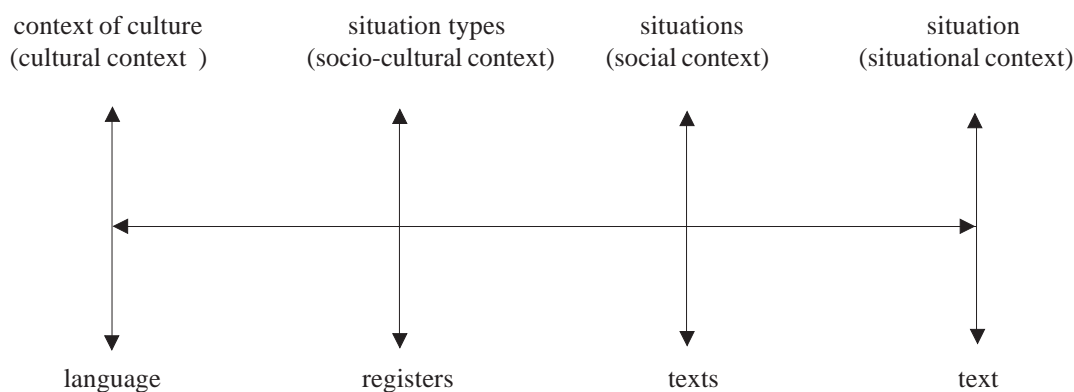 context of culture
(cultural context )
situation types
(socio-cultural context)
situations
(social context)
situation
(situational context)
language
registers
texts
text